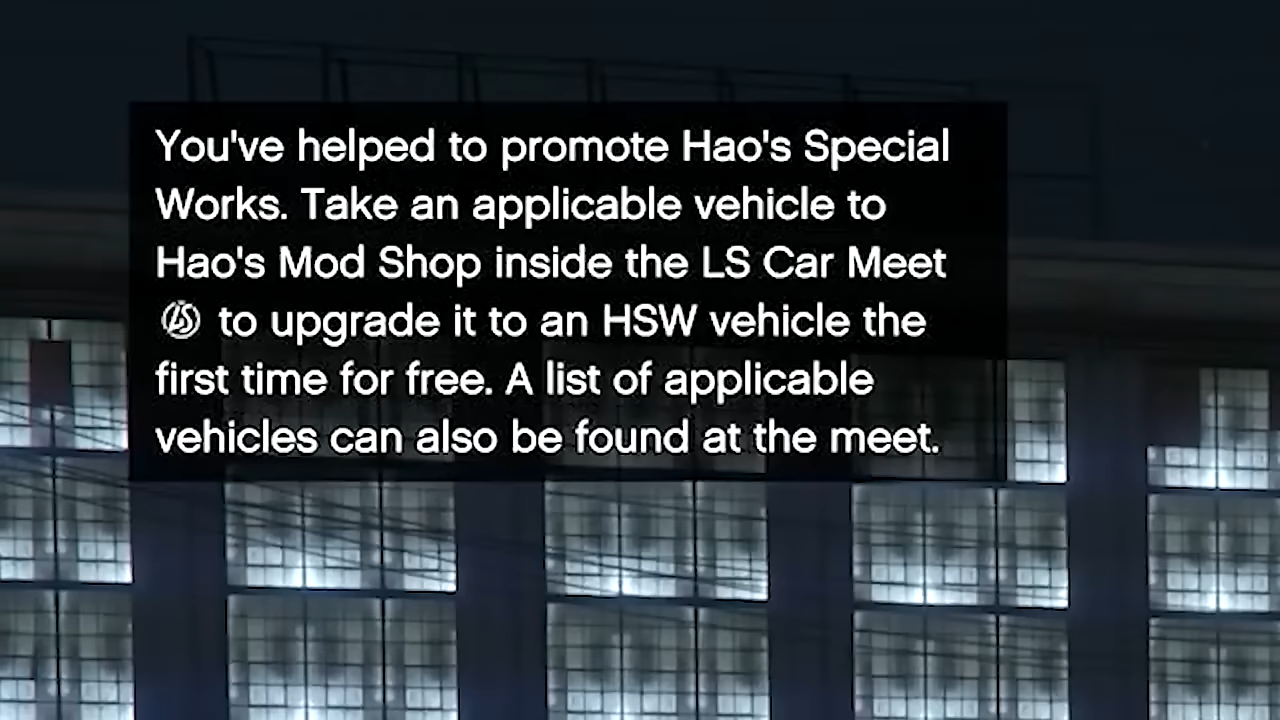 You've helped to promote Hao's Special
Works. Take an applicable vehicle to
Hao's Mod Shop inside the LS Car Meet
to upgrade it to an HSW vehicle the
first time for free. A list of applicable
vehicles can also be found at the meet.